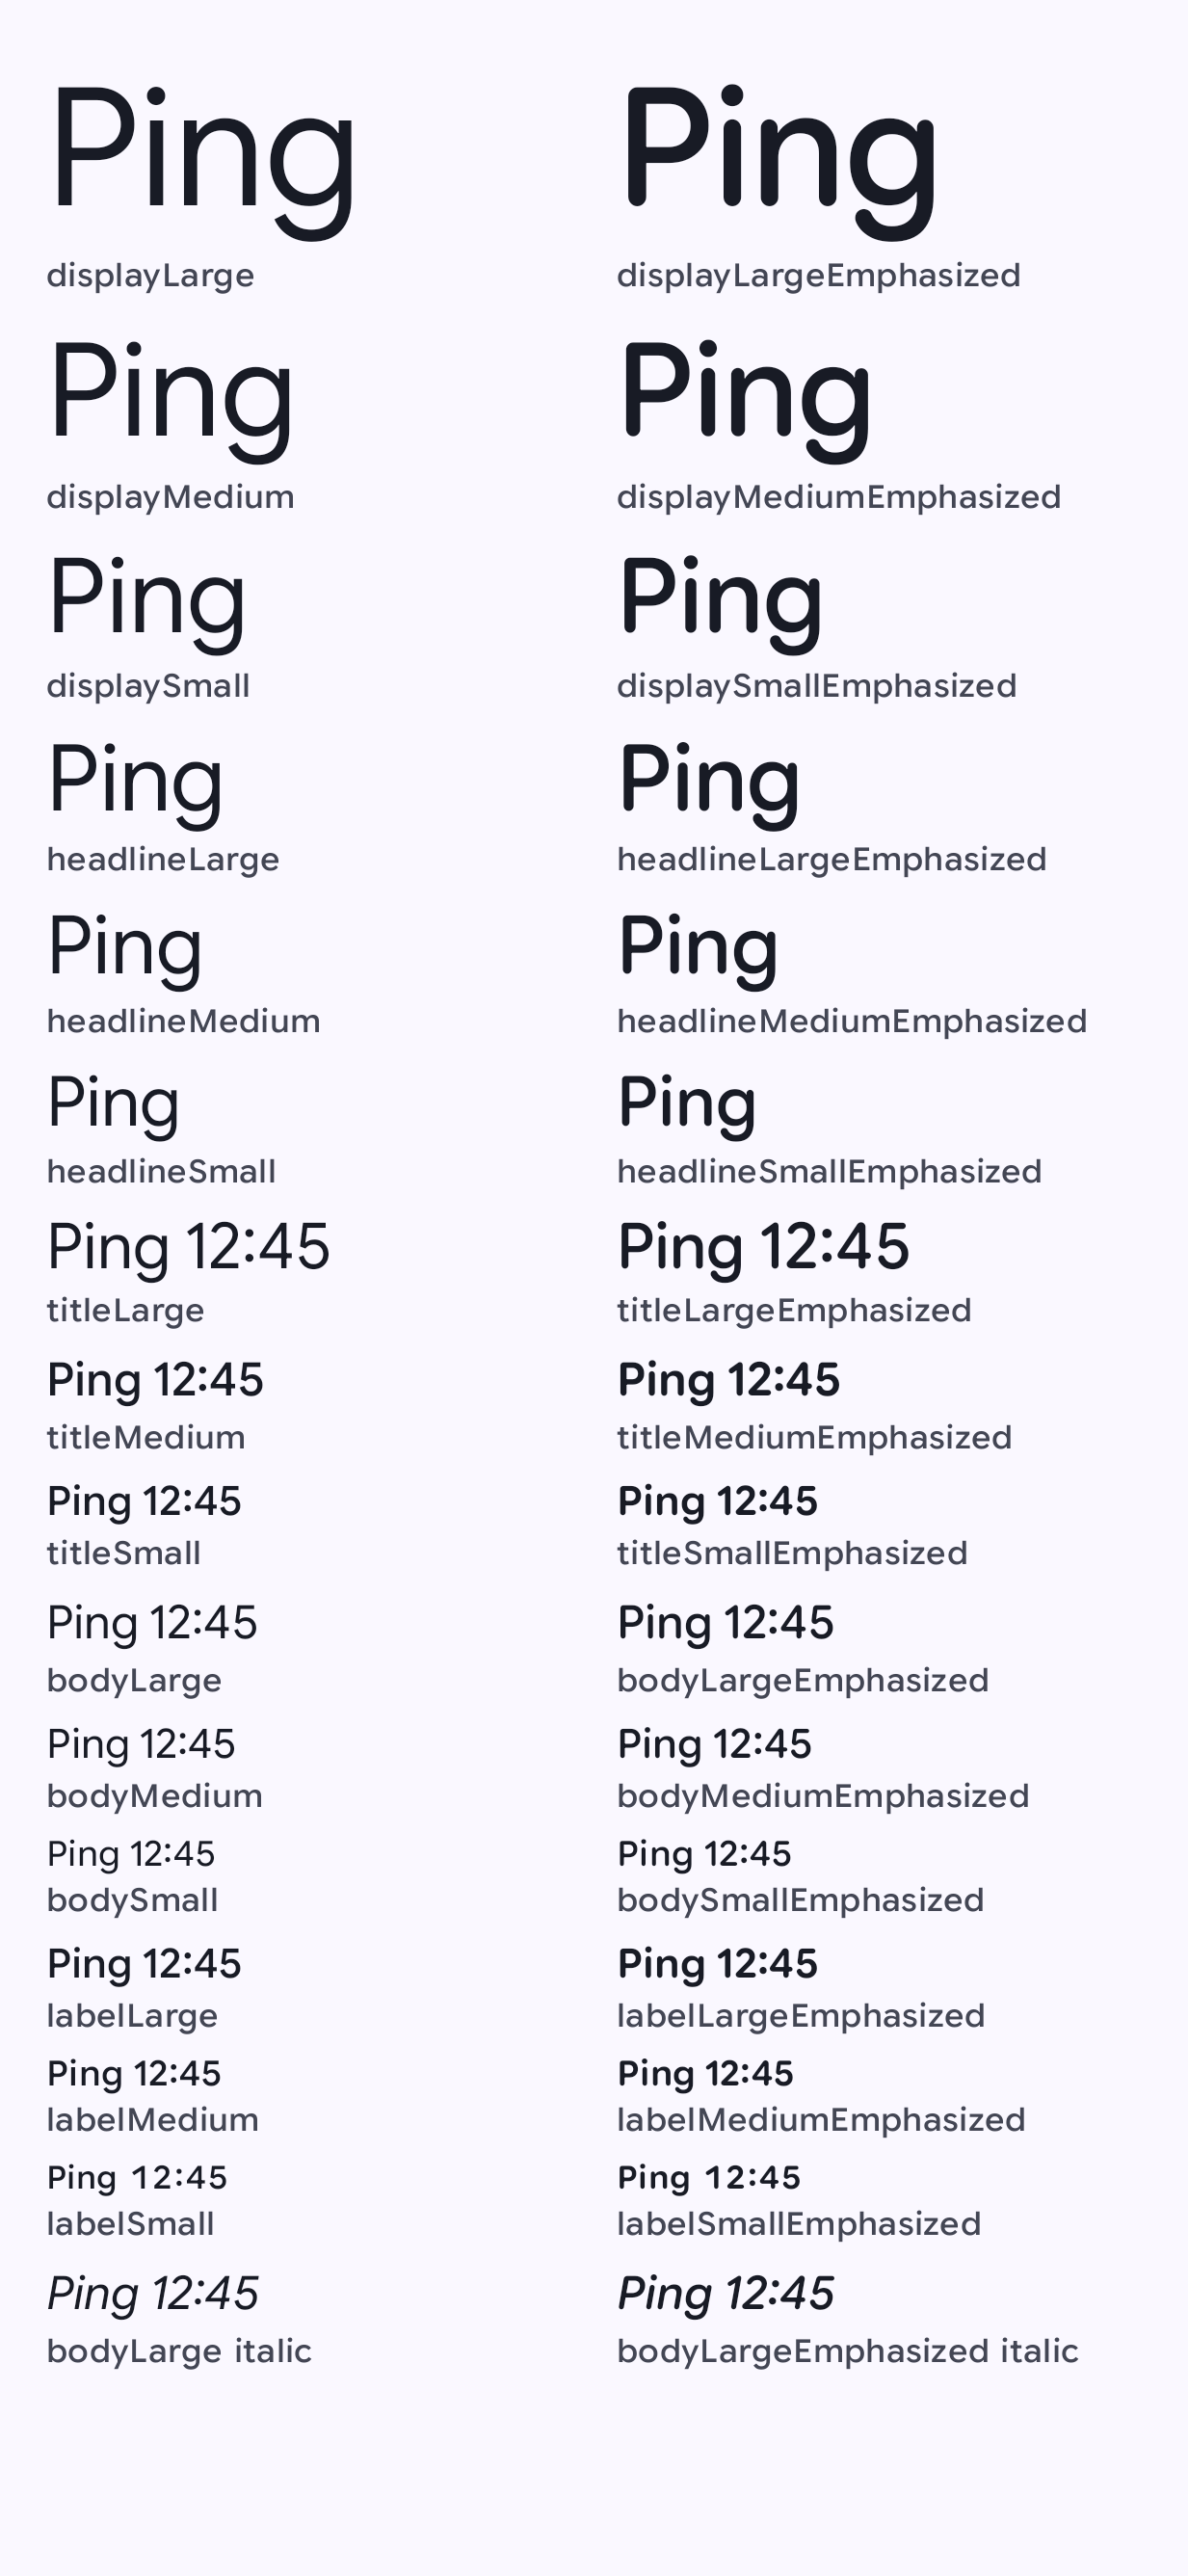 Ping Ping
displayLarge displayLargeEmphasized
Ping Ping
displayMedium displayMediumEmphasized
Ping Ping
displaySmall displaySmallEmphasized
Ping Ping
headlineLarge headlineLargeEmphasized
Ping Ping
headlineMedium headlineMediumEmphasized
Ping Ping
headlineSmall headlineSmallEmphasized
Ping 12:45 Ping 12:45
titleLarge titleLargeEmphasized
Ping 12:45 Ping 12:45
titleMedium titleMediumEmphasized
Ping 12:45 Ping 12:45
titleSmall titleSmallEmphasized
Ping 12:45 Ping 12:45
bodyLarge bodyLargeEmphasized
Ping 12:45 Ping 12:45
bodyMedium bodyMediumEmphasized
Ping 12:45 Ping 12:45
bodySmall bodySmallEmphasized
Ping 12:45 Ping 12:45
labelLarge labelLargeEmphasized
Ping 12:45 Ping 12:45
labelMedium labelMediumEmphasized
Ping 12:45 Ping 12:45
labelSmall labelSmallEmphasized
Ping 12:45 Ping 12:45
bodyLarge italic bodyLargeEmphasized italic